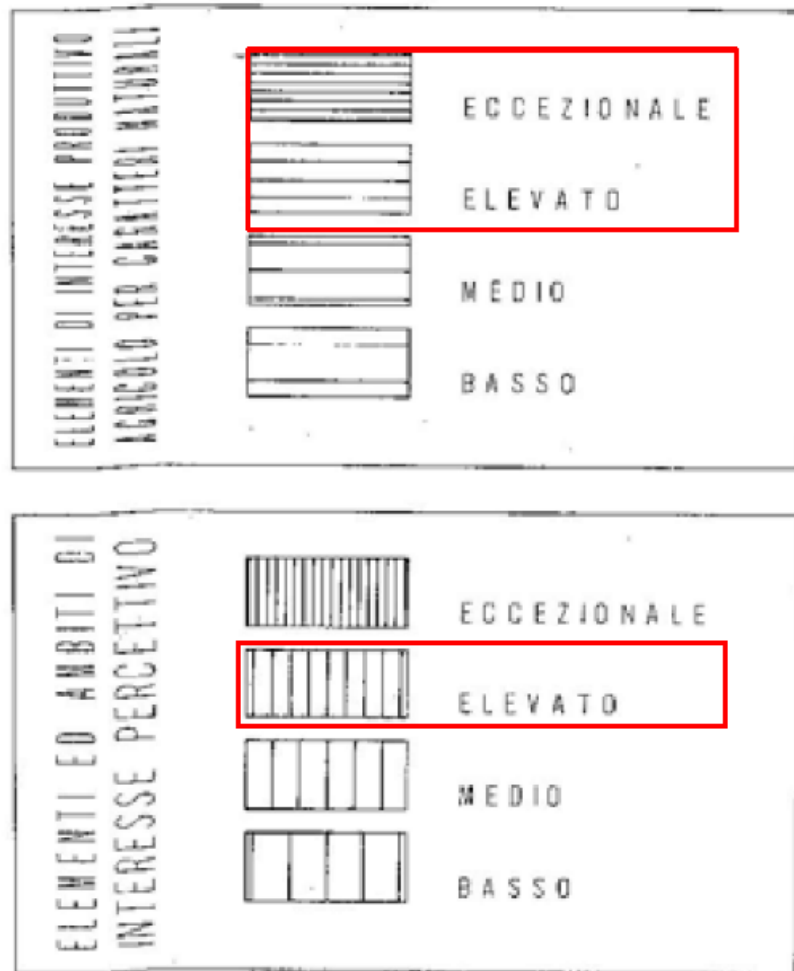 ELEMENTI DI INTERESSE PRODUTTIVO
AGRICOLO PER CARATTERI NATURALI
ECCEZIONALE
ELEVATO
MEDIO
BASSO
ELEMENTI ED AMBITI DI
INTERESSE PERCETTIVO
ECCEZIONALE
ELEVATO
MEDIO
BASSO